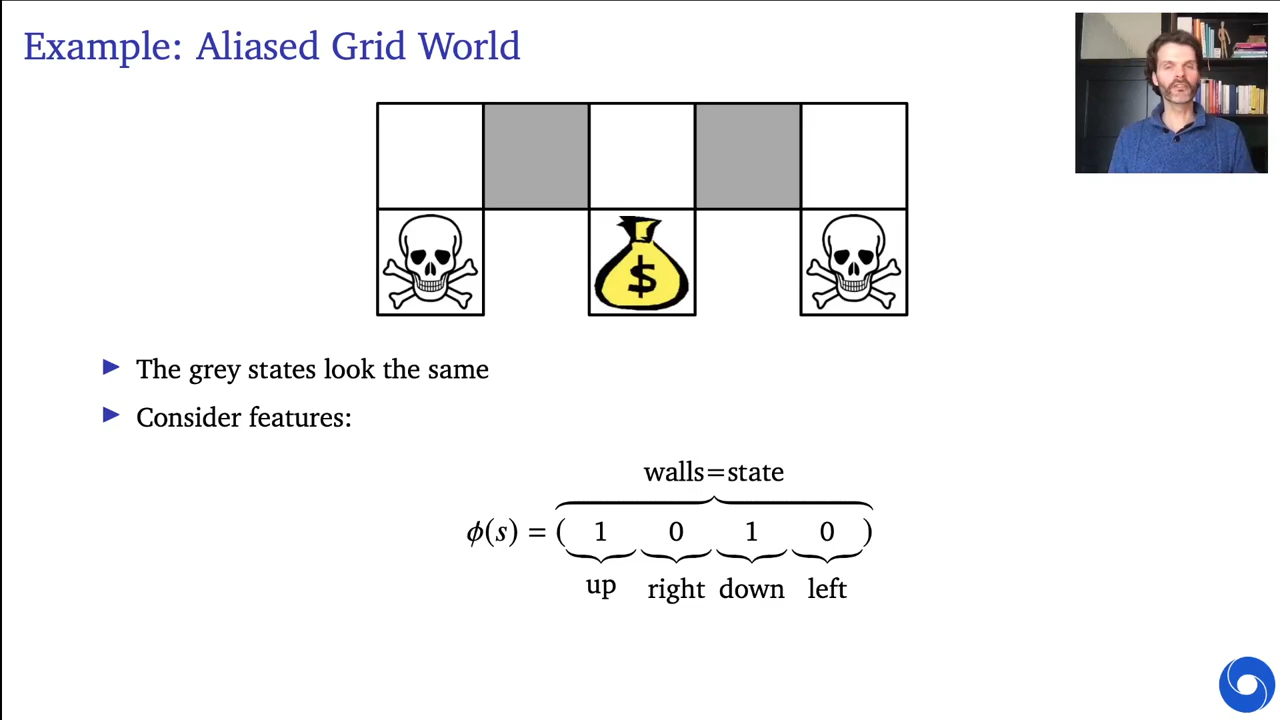 Example: Aliased Grid World
$
▶ The grey states look the same
▶ Consider features:
walls=state
ϕ(s) = ( 1 0 1 0 )
up right down left